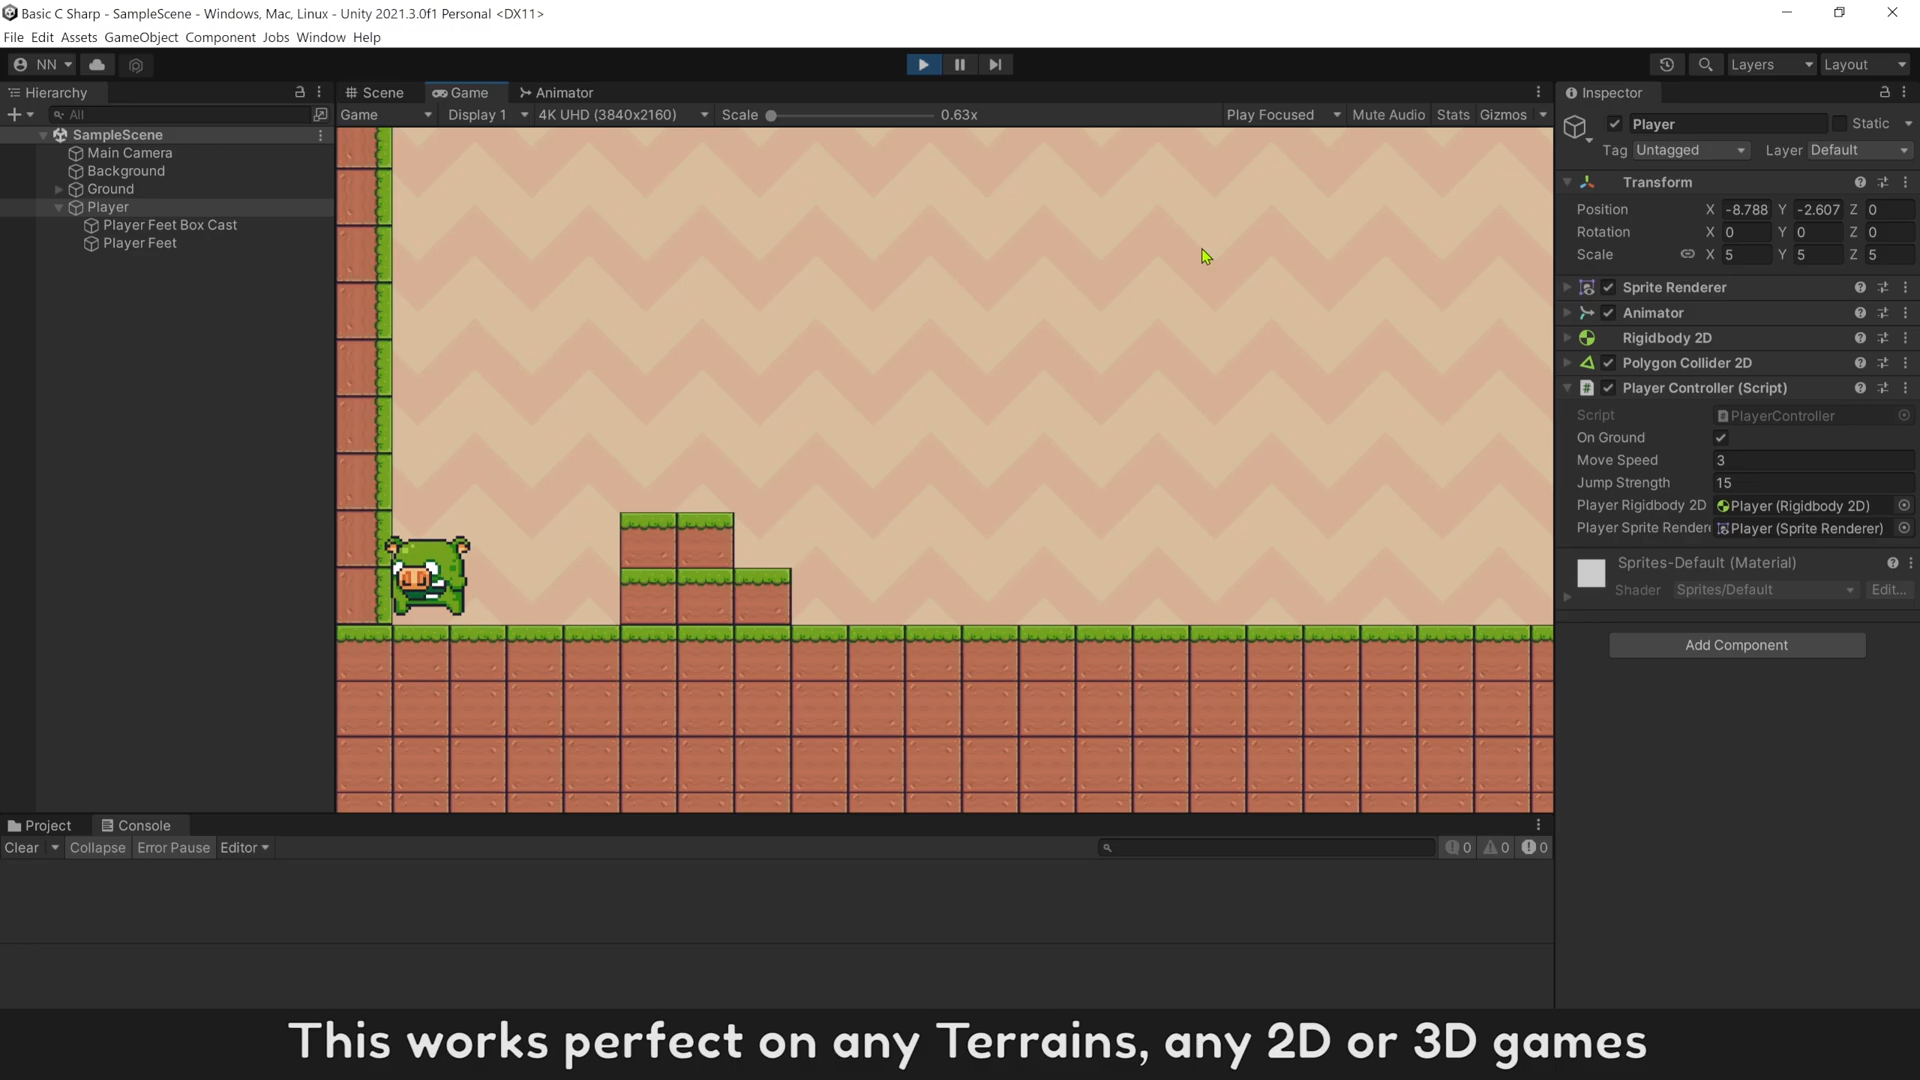 Basic C Sharp - SampleScene - Windows, Mac, Linux - Unity 2021.3.0f1 Personal <DX11>
File Edit Assets GameObject Component Jobs Window Help
NN Layers Layout
Hierarchy
All
SampleScene
Main Camera
Background
Ground
Player
Player Feet Box Cast
Player Feet
Scene Game Animator
Game Display 1 4K UHD (3840x2160) Scale 0.63x Play Focused Mute Audio Stats Gizmos
Inspector
Player Static
Tag Untagged Layer Default
Transform
Position X -8.788 Y -2.607 Z 0
Rotation X 0 Y 0 Z 0
Scale X 5 Y 5 Z 5
Sprite Renderer
Animator
Rigidbody 2D
Polygon Collider 2D
Player Controller (Script)
Script PlayerController
On Ground
Move Speed 3
Jump Strength 15
Player Rigidbody 2D Player (Rigidbody 2D)
Player Sprite Render Player (Sprite Renderer)
Sprites-Default (Material)
Shader Sprites/Default Edit...
Add Component
Project Console
Clear Collapse Error Pause Editor 0 0 0
This works perfect on any Terrains, any 2D or 3D games